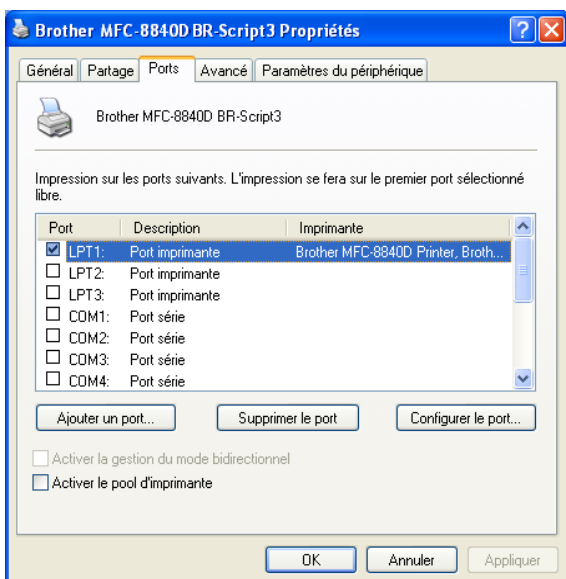 Brother MFC-8840D BR-Script3 Propriétés
Général Partage Ports Avancé Paramètres du périphérique
Brother MFC-8840D BR-Script3
Impression sur les ports suivants. L'impression se fera sur le premier port sélectionné
libre.
Port Description Imprimante
LPT1: Port imprimante Brother MFC-8840D Printer, Broth...
LPT2: Port imprimante
LPT3: Port imprimante
COM1: Port série
COM2: Port série
COM3: Port série
COM4: Port série
Ajouter un port... Supprimer le port Configurer le port...
Activer la gestion du mode bidirectionnel
Activer le pool d'imprimante
OK Annuler Appliquer